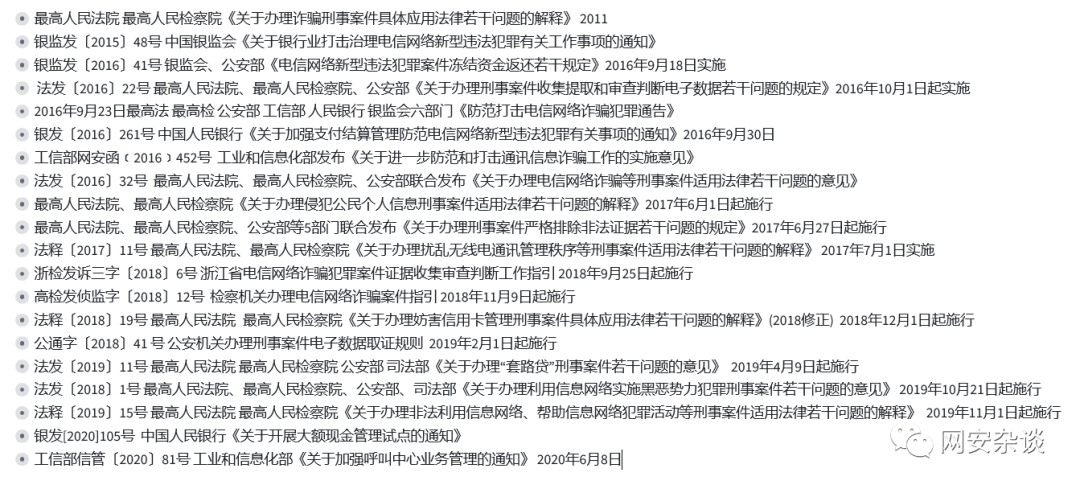 最高人民法院 最高人民检察院《关于办理诈骗刑事案件具体应用法律若干问题的解释》 2011
银监发〔2015〕48号 中国银监会《关于银行业打击治理电信网络新型违法犯罪有关工作事项的通知》
银监发〔2016〕41号 银监会、公安部《电信网络新型违法犯罪案件冻结资金返还若干规定》2016年9月18日实施
法发〔2016〕22号 最高人民法院、最高人民检察院、公安部《关于办理刑事案件收集提取和审查判断电子数据若干问题的规定》2016年10月1日起实施
2016年9月23日最高法 最高检 公安部 工信部 人民银行 银监会六部门《防范打击电信网络诈骗犯罪通告》
银发〔2016〕261号 中国人民银行《关于加强支付结算管理防范电信网络新型违法犯罪有关事项的通知》2016年9月30日
工信部网安函﹝2016﹞452号 工业和信息化部发布《关于进一步防范和打击通讯信息诈骗工作的实施意见》
法发〔2016〕32号 最高人民法院、最高人民检察院、公安部联合发布《关于办理电信网络诈骗等刑事案件适用法律若干问题的意见》
最高人民法院、最高人民检察院《关于办理侵犯公民个人信息刑事案件适用法律若干问题的解释》2017年6月1日起施行
最高人民法院、最高人民检察院、公安部等5部门联合发布《关于办理刑事案件严格排除非法证据若干问题的规定》2017年6月27日起施行
法释〔2017〕11号 最高人民法院、最高人民检察院《关于办理扰乱无线电通讯管理秩序等刑事案件适用法律若干问题的解释》 2017年7月1日实施
浙检发诉三字〔2018〕6号 浙江省电信网络诈骗犯罪案件证据收集审查判断工作指引 2018年9月25日起施行
高检发侦监字〔2018〕12号 检察机关办理电信网络诈骗案件指引 2018年11月9日起施行
法释〔2018〕19号 最高人民法院 最高人民检察院《关于办理妨害信用卡管理刑事案件具体应用法律若干问题的解释》(2018修正) 2018年12月1日起施行
公通字〔2018〕41 号 公安机关办理刑事案件电子数据取证规则 2019年2月1日起施行
法发〔2019〕11号 最高人民法院 最高人民检察院 公安部 司法部《关于办理“套路贷”刑事案件若干问题的意见》 2019年4月9日起施行
法发〔2018〕1号 最高人民法院、最高人民检察院、公安部、司法部《关于办理利用信息网络实施黑恶势力犯罪刑事案件若干问题的意见》 2019年10月21日起施行
法释〔2019〕15号 最高人民法院 最高人民检察院《关于办理非法利用信息网络、帮助信息网络犯罪活动等刑事案件适用法律若干问题的解释》 2019年11月1日起施行
银发[2020]105号 中国人民银行《关于开展大额现金管理试点的通知》
工信部信管〔2020〕81号 工业和信息化部《关于加强呼叫中心业务管理的通知》 2020年6月8日
网安杂谈